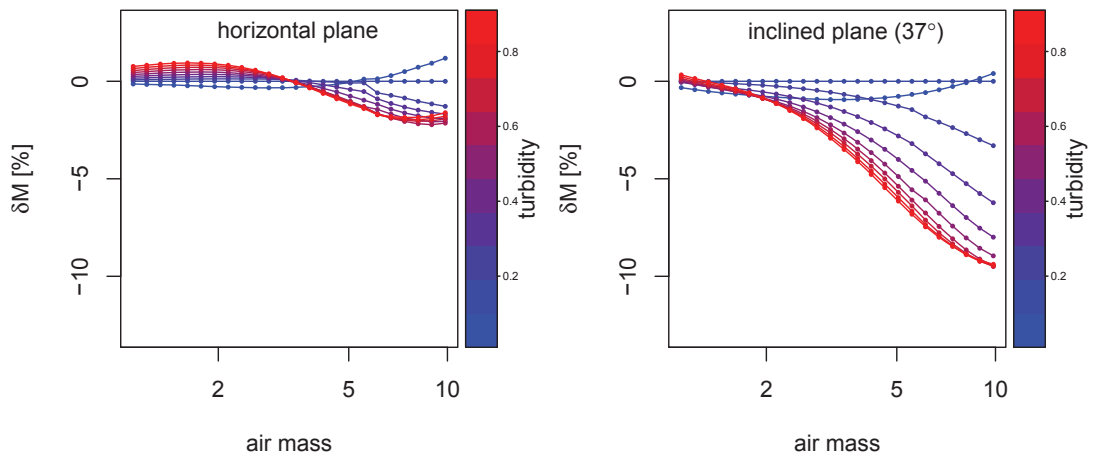 horizontal plane
0
−5
−10
δM [%]
2
5
10
air mass
0.8
0.6
0.4
0.2
turbidity
inclined plane (37°)
0
−5
−10
δM [%]
2
5
10
air mass
0.8
0.6
0.4
0.2
turbidity